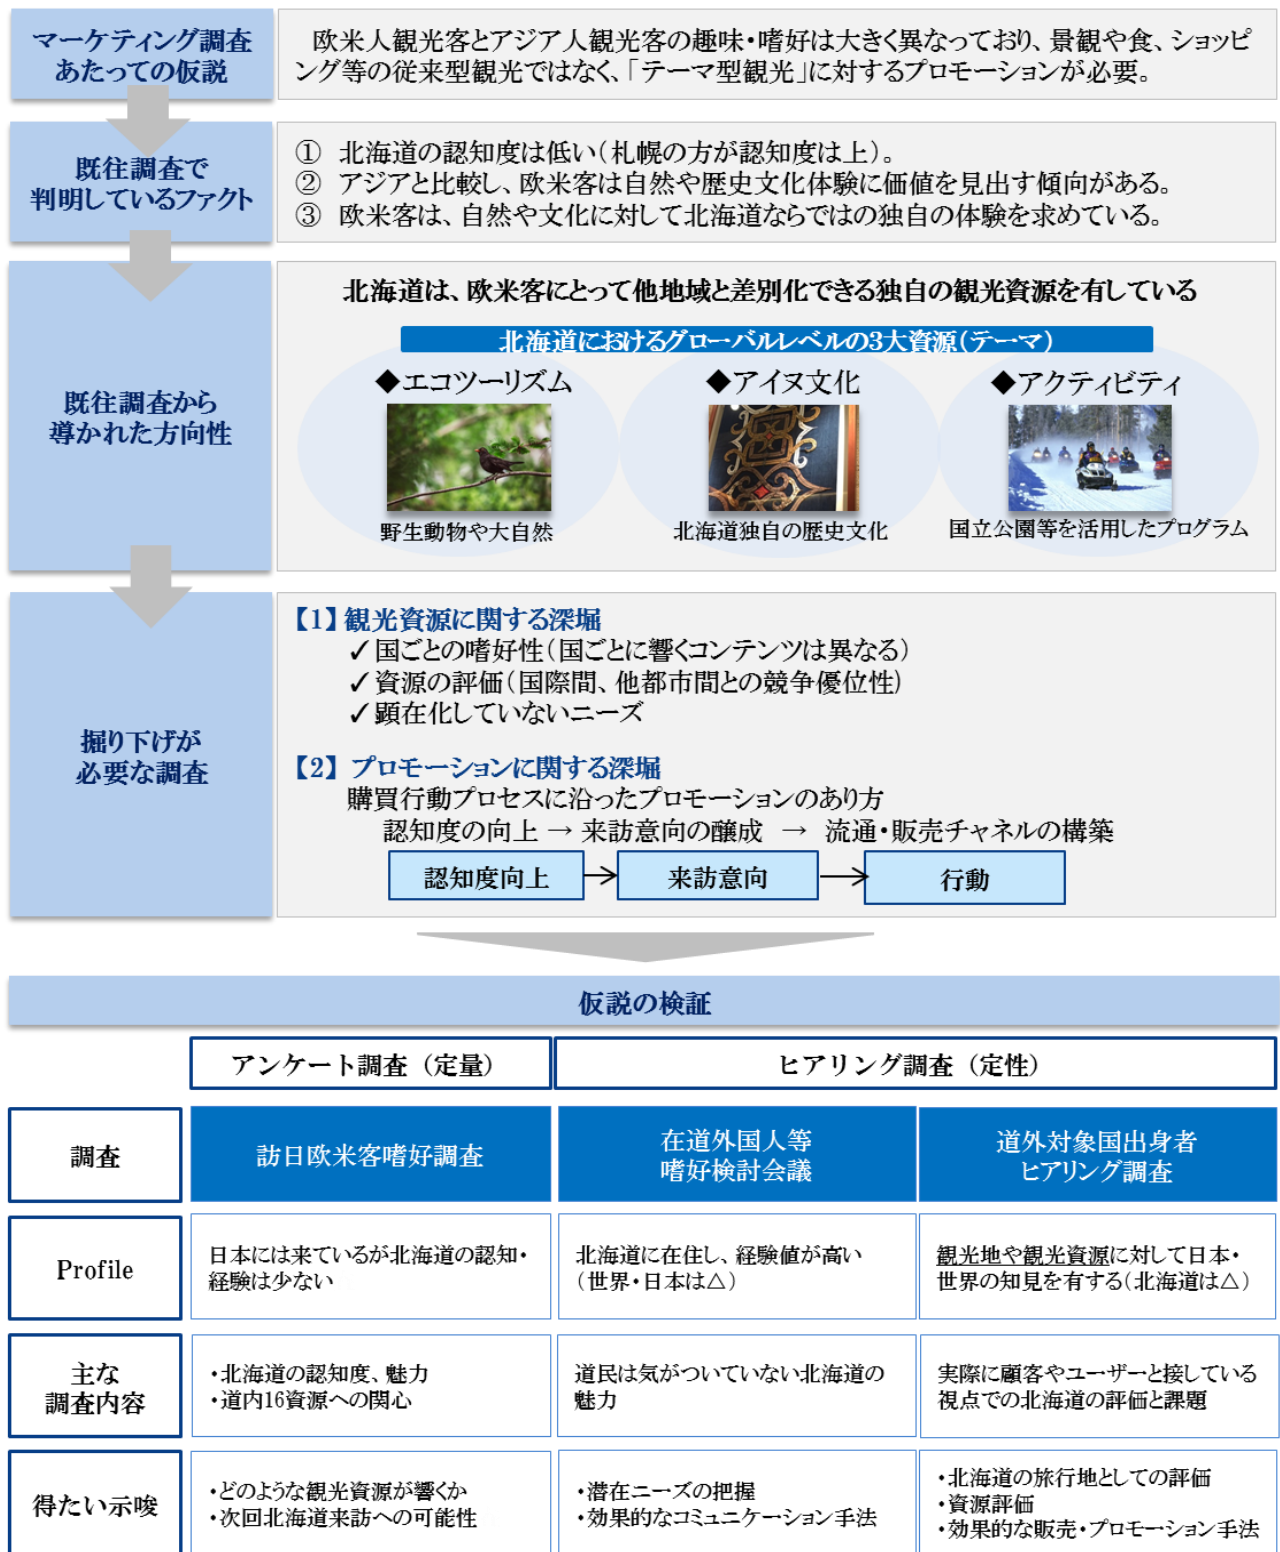 マーケティング調査
あたっての仮説
欧米人観光客とアジア人観光客の趣味・嗜好は大きく異なっており、景観や食、ショッピ
ング等の従来型観光ではなく、「テーマ型観光」に対するプロモーションが必要。
既往調査で
判明しているファクト
① 北海道の認知度は低い(札幌の方が認知度は上)。
② アジアと比較し、欧米客は自然や歴史文化体験に価値を見出す傾向がある。
③ 欧米客は、自然や文化に対して北海道ならではの独自の体験を求めている。
既往調査から
導かれた方向性
北海道は、欧米客にとって他地域と差別化できる独自の観光資源を有している
北海道におけるグローバルレベルの3大資源(テーマ)
◆エコツーリズム
野生動物や大自然
◆アイヌ文化
北海道独自の歴史文化
◆アクティビティ
国立公園等を活用したプログラム
掘り下げが
必要な調査
【1】観光資源に関する深堀
✓国ごとの嗜好性(国ごとに響くコンテンツは異なる)
✓資源の評価(国際間、他都市間との競争優位性)
✓顕在化していないニーズ
【2】 プロモーションに関する深堀
購買行動プロセスに沿ったプロモーションのあり方
認知度の向上 → 来訪意向の醸成 → 流通・販売チャネルの構築
認知度向上 → 来訪意向 → 行動
仮説の検証
アンケート調査（定量）
ヒアリング調査（定性）
調査
訪日欧米客嗜好調査
在道外国人等
嗜好検討会議
道外対象国出身者
ヒアリング調査
Profile
日本には来ているが北海道の認知・
経験は少ない
北海道に在住し、経験値が高い
(世界・日本は△)
観光地や観光資源に対して日本・
世界の知見を有する(北海道は△)
主な
調査内容
・北海道の認知度、魅力
・道内16資源への関心
道民は気がついていない北海道の
魅力
実際に顧客やユーザーと接している
視点での北海道の評価と課題
得たい示唆
・どのような観光資源が響くか
・次回北海道来訪への可能性
・潜在ニーズの把握
・効果的なコミュニケーション手法
・北海道の旅行地としての評価
・資源評価
・効果的な販売・プロモーション手法